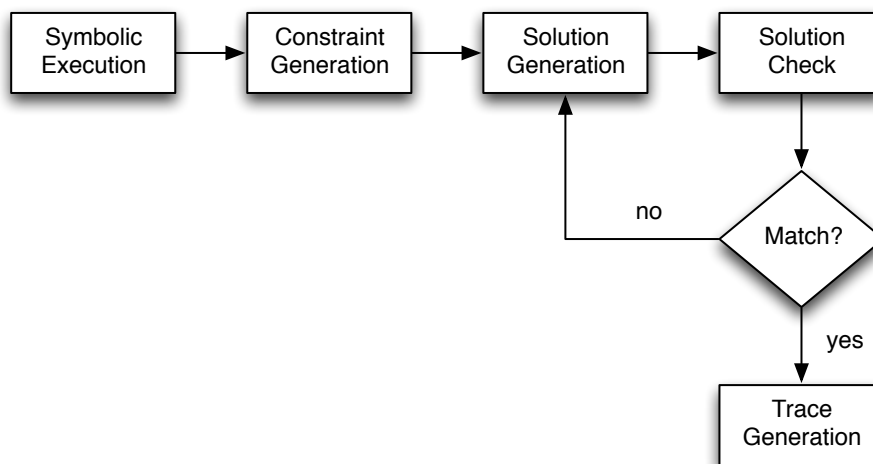 Symbolic
Execution
Constraint
Generation
Solution
Generation
Solution
Check
no
Match?
yes
Trace
Generation